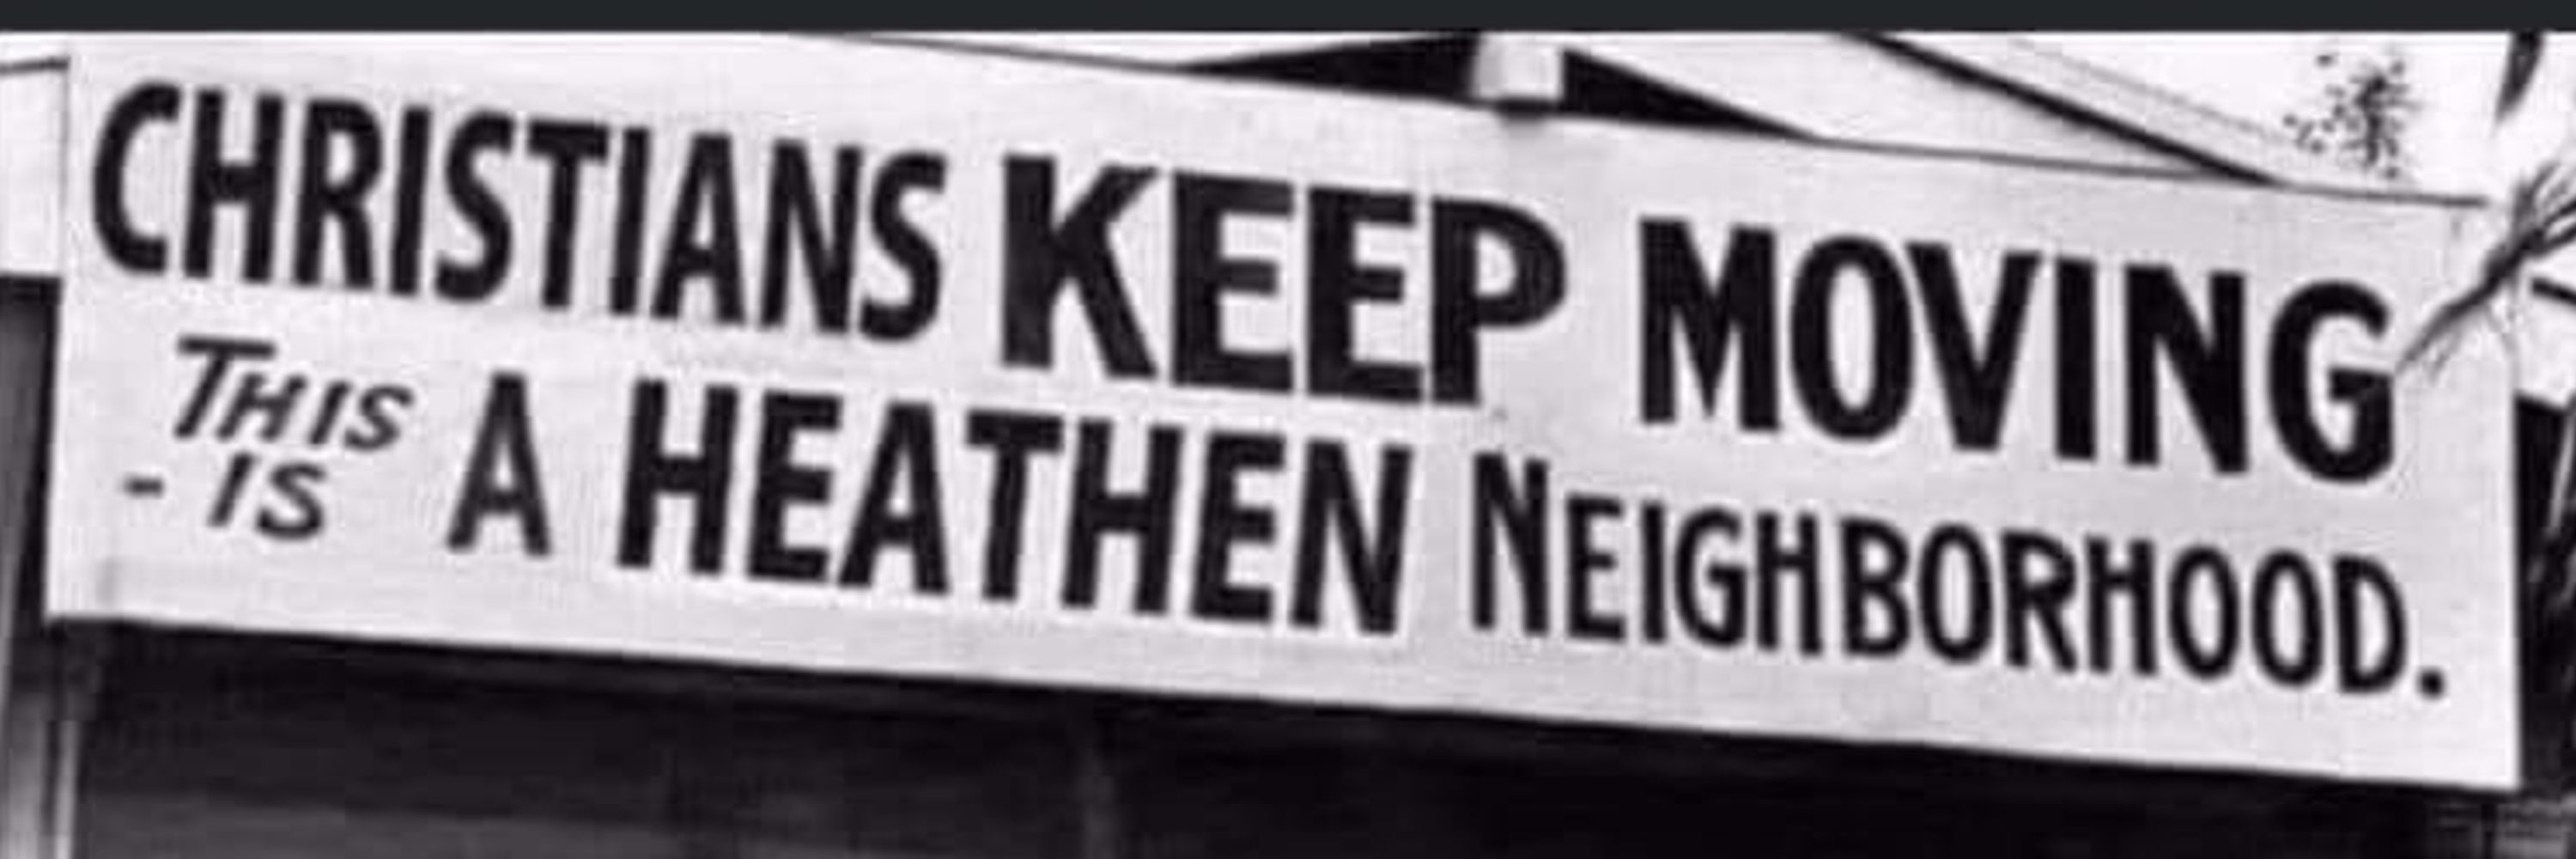 CHRISTIANS KEEP MOVING
THIS
- IS A HEATHEN NEIGHBORHOOD.